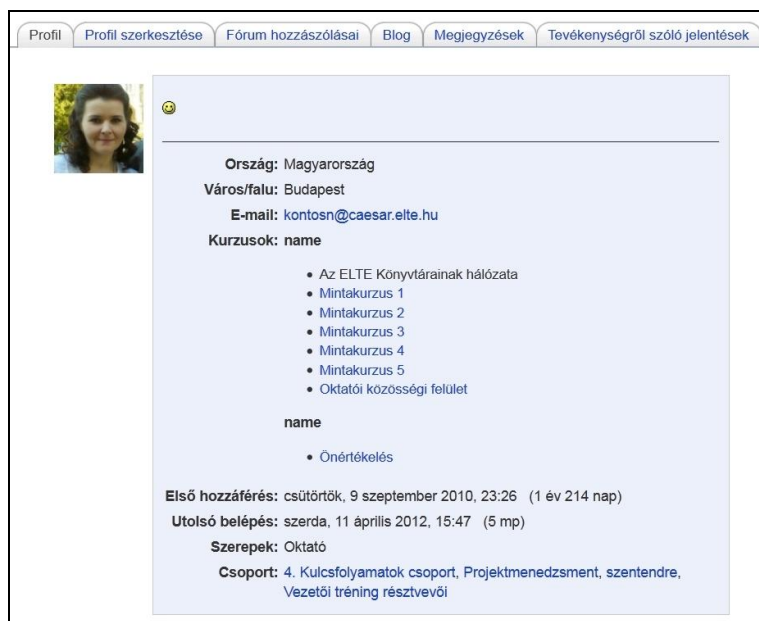 Profil
Profil szerkesztése
Fórum hozzászólásai
Blog
Megjegyzések
Tevékenységről szóló jelentések
Ország: Magyarország
Város/falu: Budapest
E-mail: kontosn@caesar.elte.hu
Kurzusok: name
• Az ELTE Könyvtárainak hálózata
• Mintakurzus 1
• Mintakurzus 2
• Mintakurzus 3
• Mintakurzus 4
• Mintakurzus 5
• Oktatói közösségi felület
name
• Önértékelés
Első hozzáférés: csütörtök, 9 szeptember 2010, 23:26 (1 év 214 nap)
Utolsó belépés: szerda, 11 április 2012, 15:47 (5 mp)
Szerepek: Oktató
Csoport: 4. Kulcsfolyamatok csoport, Projektmenedzsment, szentendre,
Vezetői tréning résztvevői